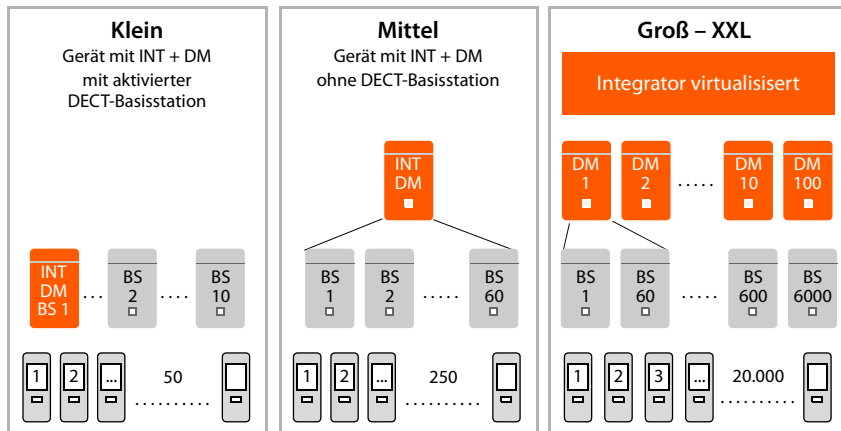 Klein
Gerät mit INT + DM
mit aktivierter
DECT-Basisstation
INT
DM
BS 1
....
BS
2
....
BS
10
1
2
...
50
..........
Mittel
Gerät mit INT + DM
ohne DECT-Basisstation
INT
DM
BS
1
BS
2
.....
BS
60
1
2
...
250
..........
Groß – XXL
Integrator virtualisisert
DM
1
DM
2
.....
DM
10
DM
100
BS
1
BS
60
.....
BS
600
BS
6000
1
2
3
...
20.000
..........